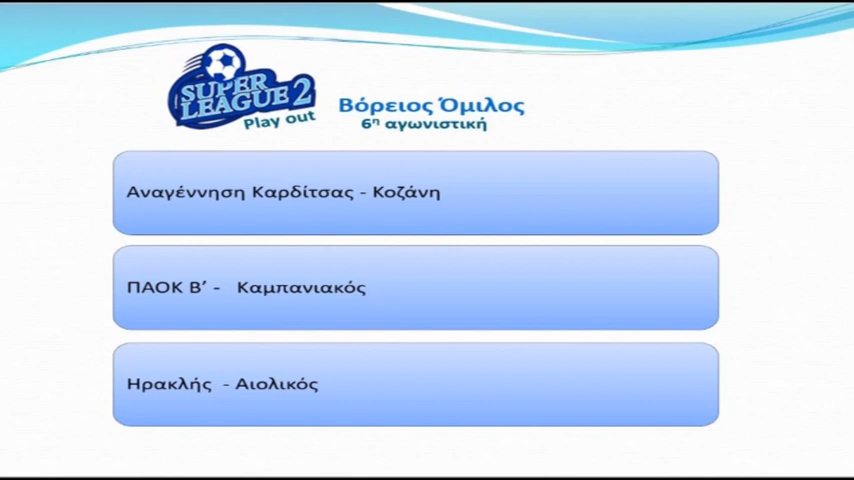 SUPER
LEAGUE 2
Play out
Βόρειος Όμιλος
6η αγωνιστική
Αναγέννηση Καρδίτσας - Κοζάνη
ΠΑΟΚ Β’ - Καμπανιακός
Ηρακλής - Αιολικός